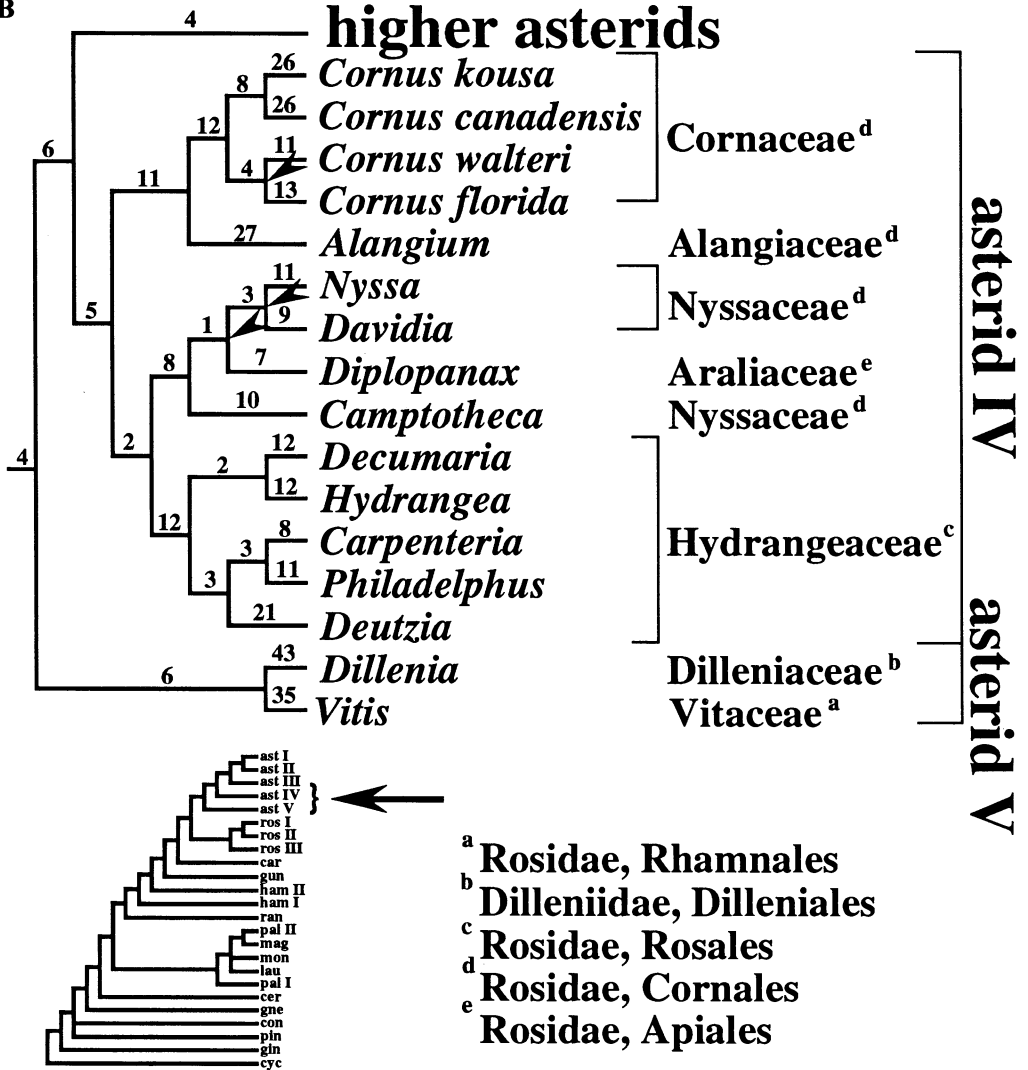 B
4
higher asterids
26
Cornus kousa
8
26
Cornus canadensis
12
Cornaceae d
11
Cornus walteri
6
4
11
13
Cornus florida
27
Alangium
Alangiaceae d
11
Nyssa
3
Nyssaceae d
5
9
Davidia
1
7
Diplopanax
Araliaceae e
8
10
Camptotheca
Nyssaceae d
asterid IV
2
12
Decumaria
4
2
12
Hydrangea
12
8
Carpenteria
Hydrangeaceae c
3
11
Philadelphus
3
21
Deutzia
43
Dillenia
Dilleniaceae b
6
35
Vitis
Vitaceae a
asterid V
ast I
ast II
ast III
ast IV
ast V
ros I
ros II
ros III
car
gun
ham II
ham I
ran
pal II
mag
mon
lau
pal I
cer
gne
con
pin
gin
cyc
a Rosidae, Rhamnales
b Dilleniidae, Dilleniales
c Rosidae, Rosales
d Rosidae, Cornales
e Rosidae, Apiales